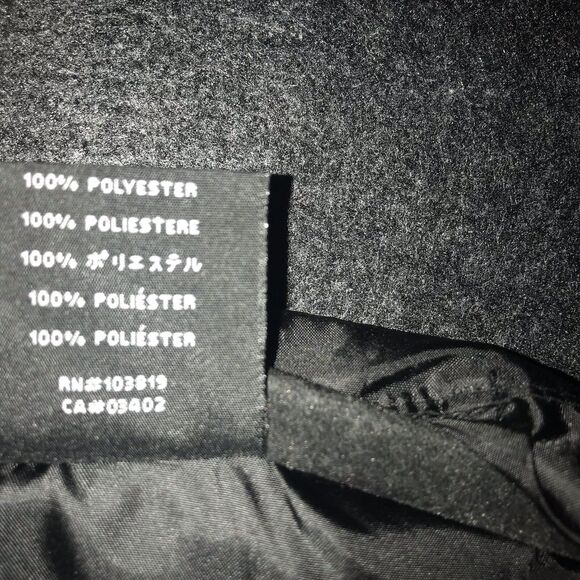 100% POLYESTER
100% POLIESTERE
100% ポリエステル
100% POLIÉSTER
100% POLIÉSTER
RN#103819
CA#03402